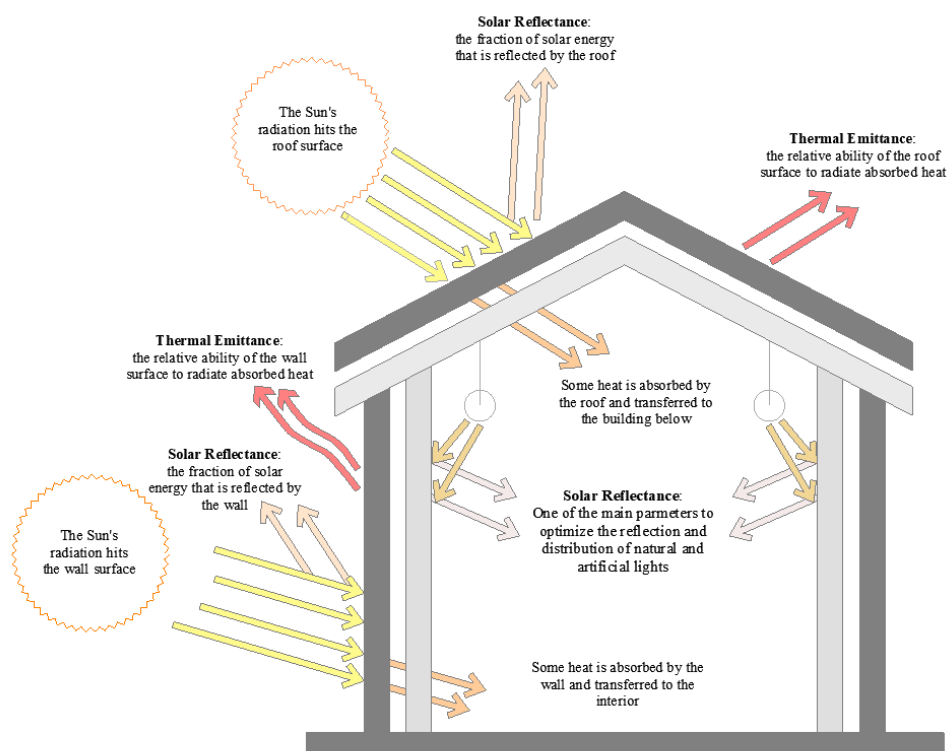 Solar Reflectance:
the fraction of solar energy
that is reflected by the roof
The Sun's
radiation hits the
roof surface
Thermal Emittance:
the relative ability of the roof
surface to radiate absorbed heat
Thermal Emittance:
the relative ability of the wall
surface to radiate absorbed heat
Some heat is absorbed by
the roof and transferred to
the building below
Solar Reflectance:
the fraction of solar
energy that is reflected by
the wall
Solar Reflectance:
One of the main parmeters to
optimize the reflection and
distribution of natural and
artificial lights
The Sun's
radiation hits
the wall surface
Some heat is absorbed by the
wall and transferred to the
interior